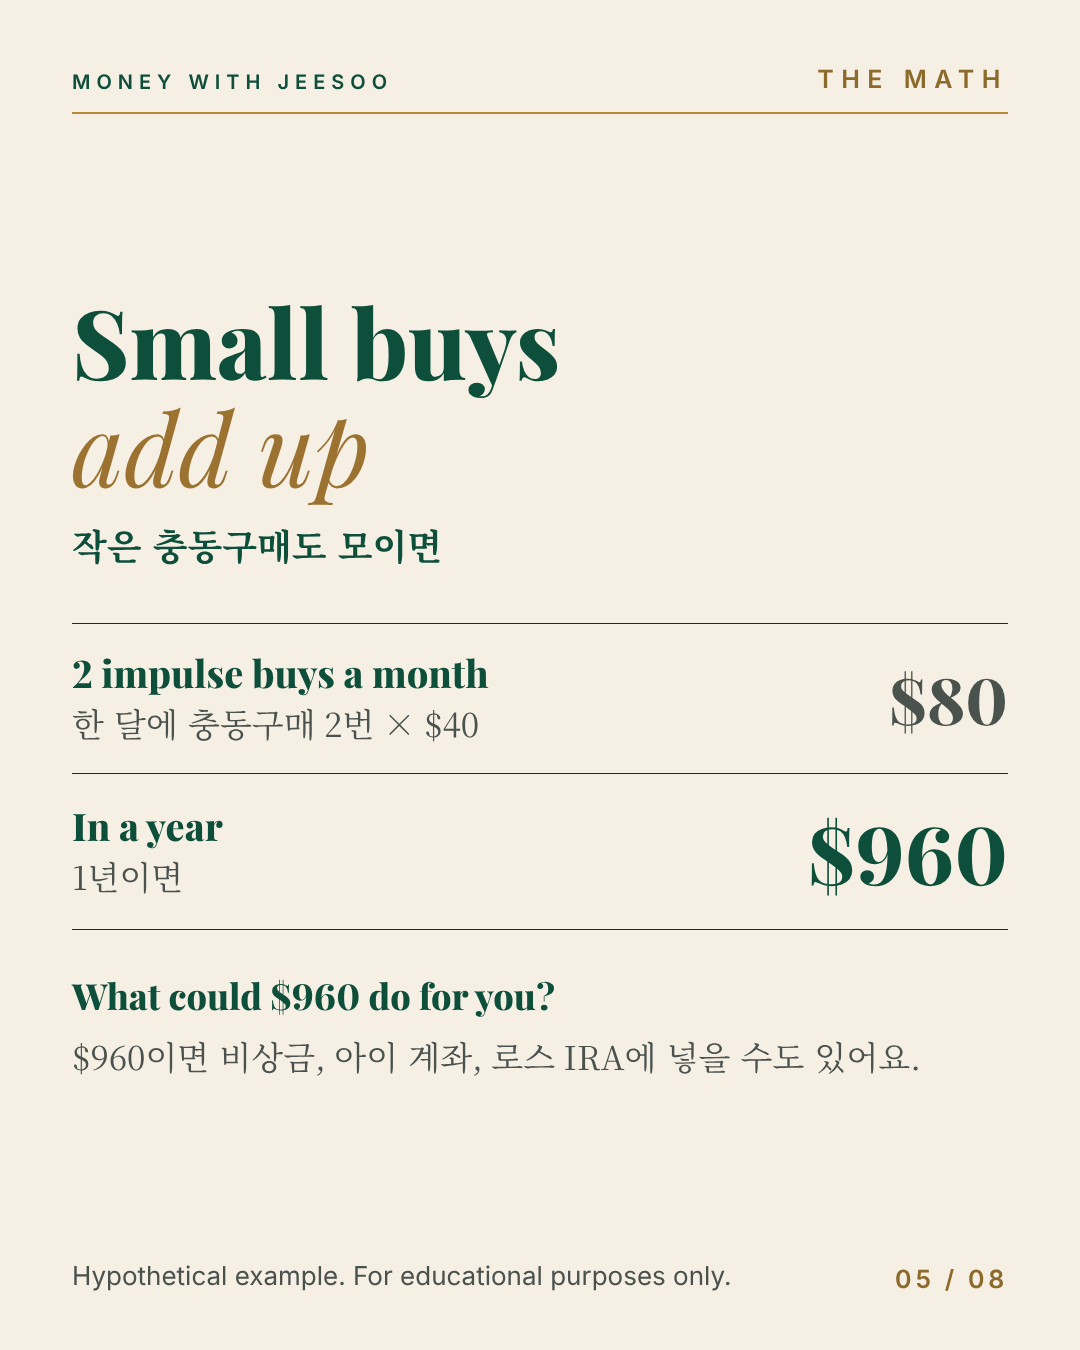 MONEY WITH JEESOO
THE MATH
Small buys
add up
작은 충동구매도 모이면
2 impulse buys a month
한 달에 충동구매 2번 × $40
$80
In a year
1년이면
$960
What could $960 do for you?
$960이면 비상금, 아이 계좌, 로스 IRA에 넣을 수도 있어요.
Hypothetical example. For educational purposes only.
05 / 08